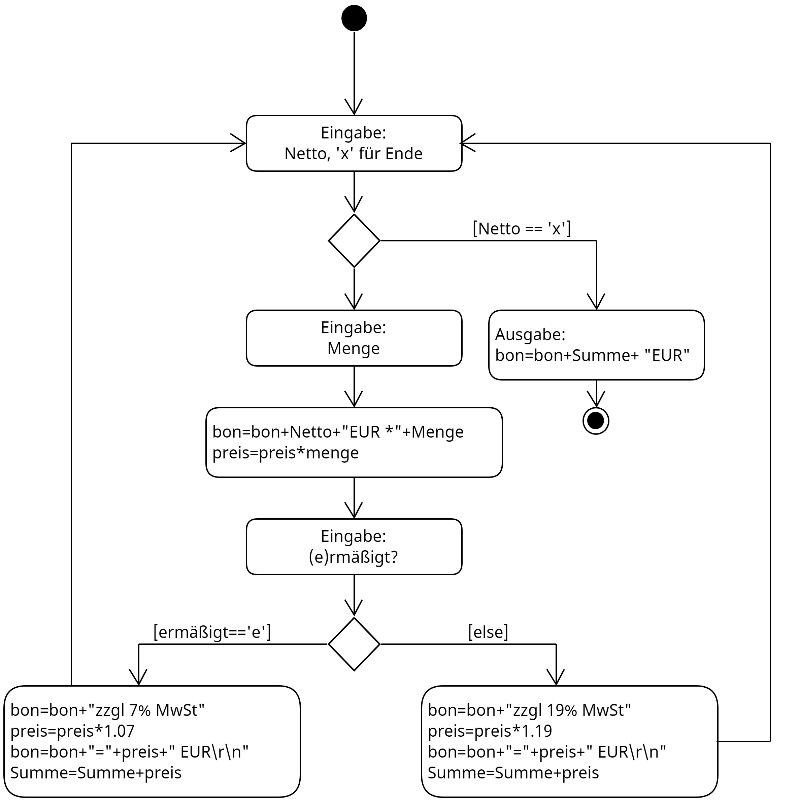 Eingabe:
Netto, 'x' für Ende
[Netto == 'x']
Eingabe:
Menge
Ausgabe:
bon=bon+Summe+ "EUR"
bon=bon+Netto+"EUR *"+Menge
preis=preis*menge
Eingabe:
(e)rmäßigt?
[ermäßigt=='e']
[else]
bon=bon+"zzgl 7% MwSt"
preis=preis*1.07
bon=bon+"="+preis+" EUR\r\n"
Summe=Summe+preis
bon=bon+"zzgl 19% MwSt"
preis=preis*1.19
bon=bon+"="+preis+" EUR\r\n"
Summe=Summe+preis